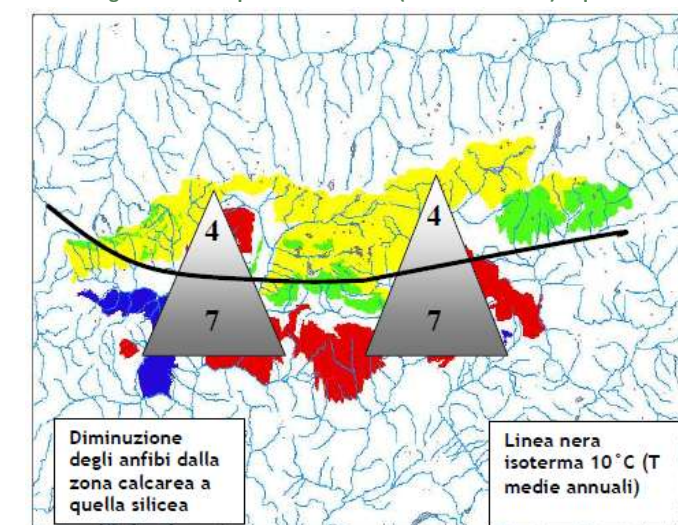 4
4
7
7
Diminuzione
degli anfibi dalla
zona calcarea a
quella silicea
Linea nera
isoterma 10°C (T
medie annuali)